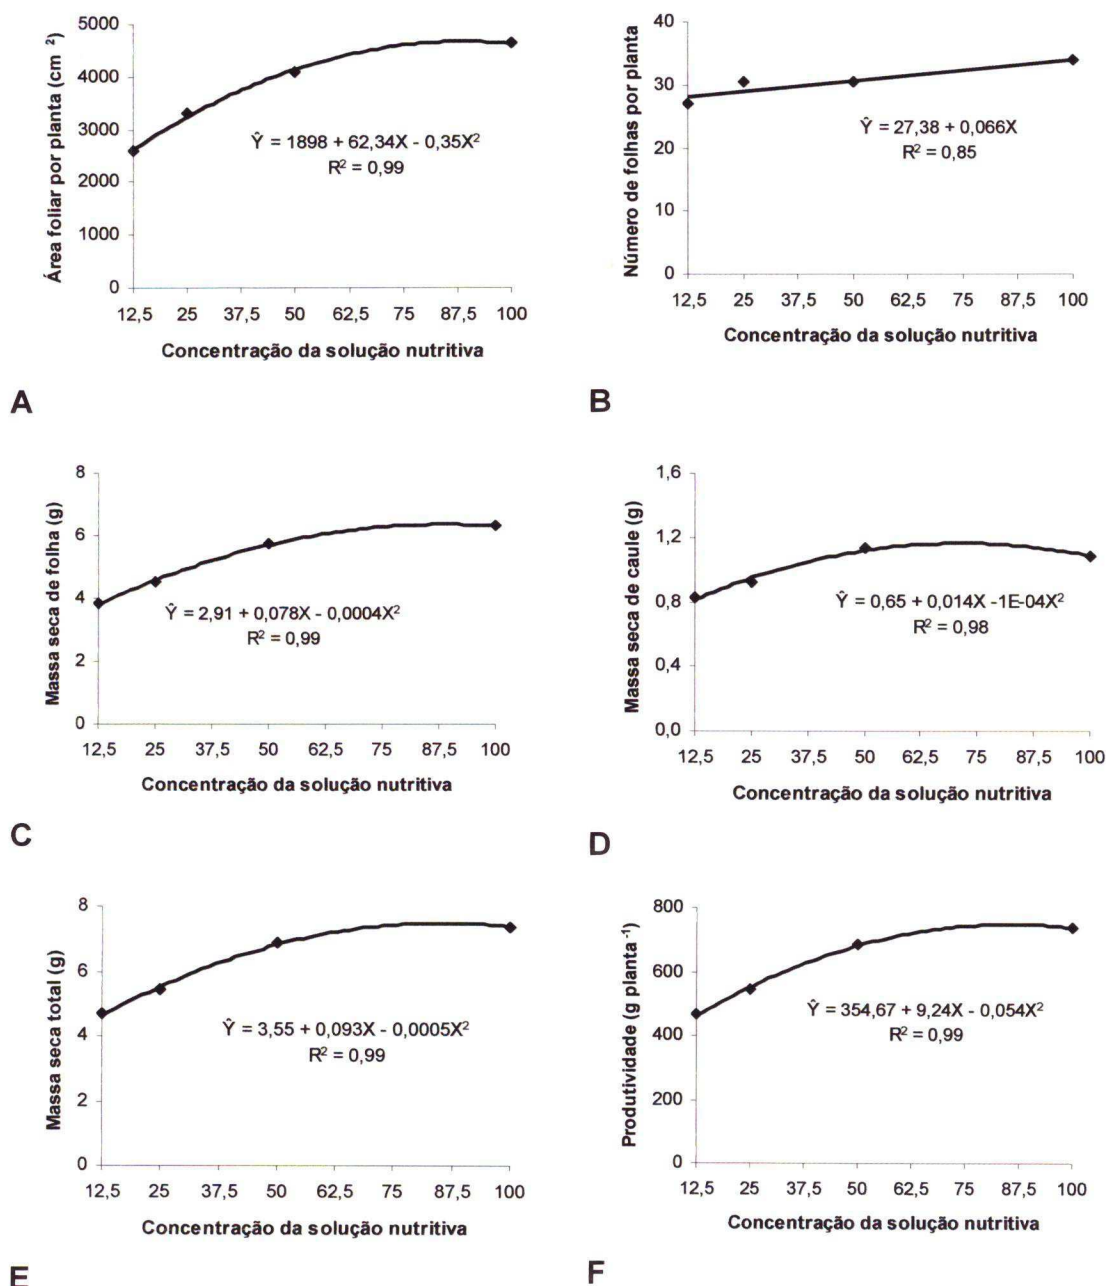 5000
4000
3000
2000
1000
0
Área foliar por planta (cm ²)
Ŷ = 1898 + 62,34X - 0,35X²
R² = 0,99
12,5 25 37,5 50 62,5 75 87,5 100
Concentração da solução nutritiva
A
40
30
20
10
0
Número de folhas por planta
Ŷ = 27,38 + 0,066X
R² = 0,85
12,5 25 37,5 50 62,5 75 87,5 100
Concentração da solução nutritiva
B
8
6
4
2
0
Massa seca de folha (g)
Ŷ = 2,91 + 0,078X - 0,0004X²
R² = 0,99
12,5 25 37,5 50 62,5 75 87,5 100
Concentração da solução nutritiva
C
1,6
1,2
0,8
0,4
0,0
Massa seca de caule (g)
Ŷ = 0,65 + 0,014X -1E-04X²
R² = 0,98
12,5 25 37,5 50 62,5 75 87,5 100
Concentração da solução nutritiva
D
8
6
4
2
0
Massa seca total (g)
Ŷ = 3,55 + 0,093X - 0,0005X²
R² = 0,99
12,5 25 37,5 50 62,5 75 87,5 100
Concentração da solução nutritiva
E
800
600
400
200
0
Produtividade (g planta ⁻¹)
Ŷ = 354,67 + 9,24X - 0,054X²
R² = 0,99
12,5 25 37,5 50 62,5 75 87,5 100
Concentração da solução nutritiva
F